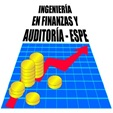 INGENIERÍA
EN FINANZAS Y
AUDITORÍA - ESPE